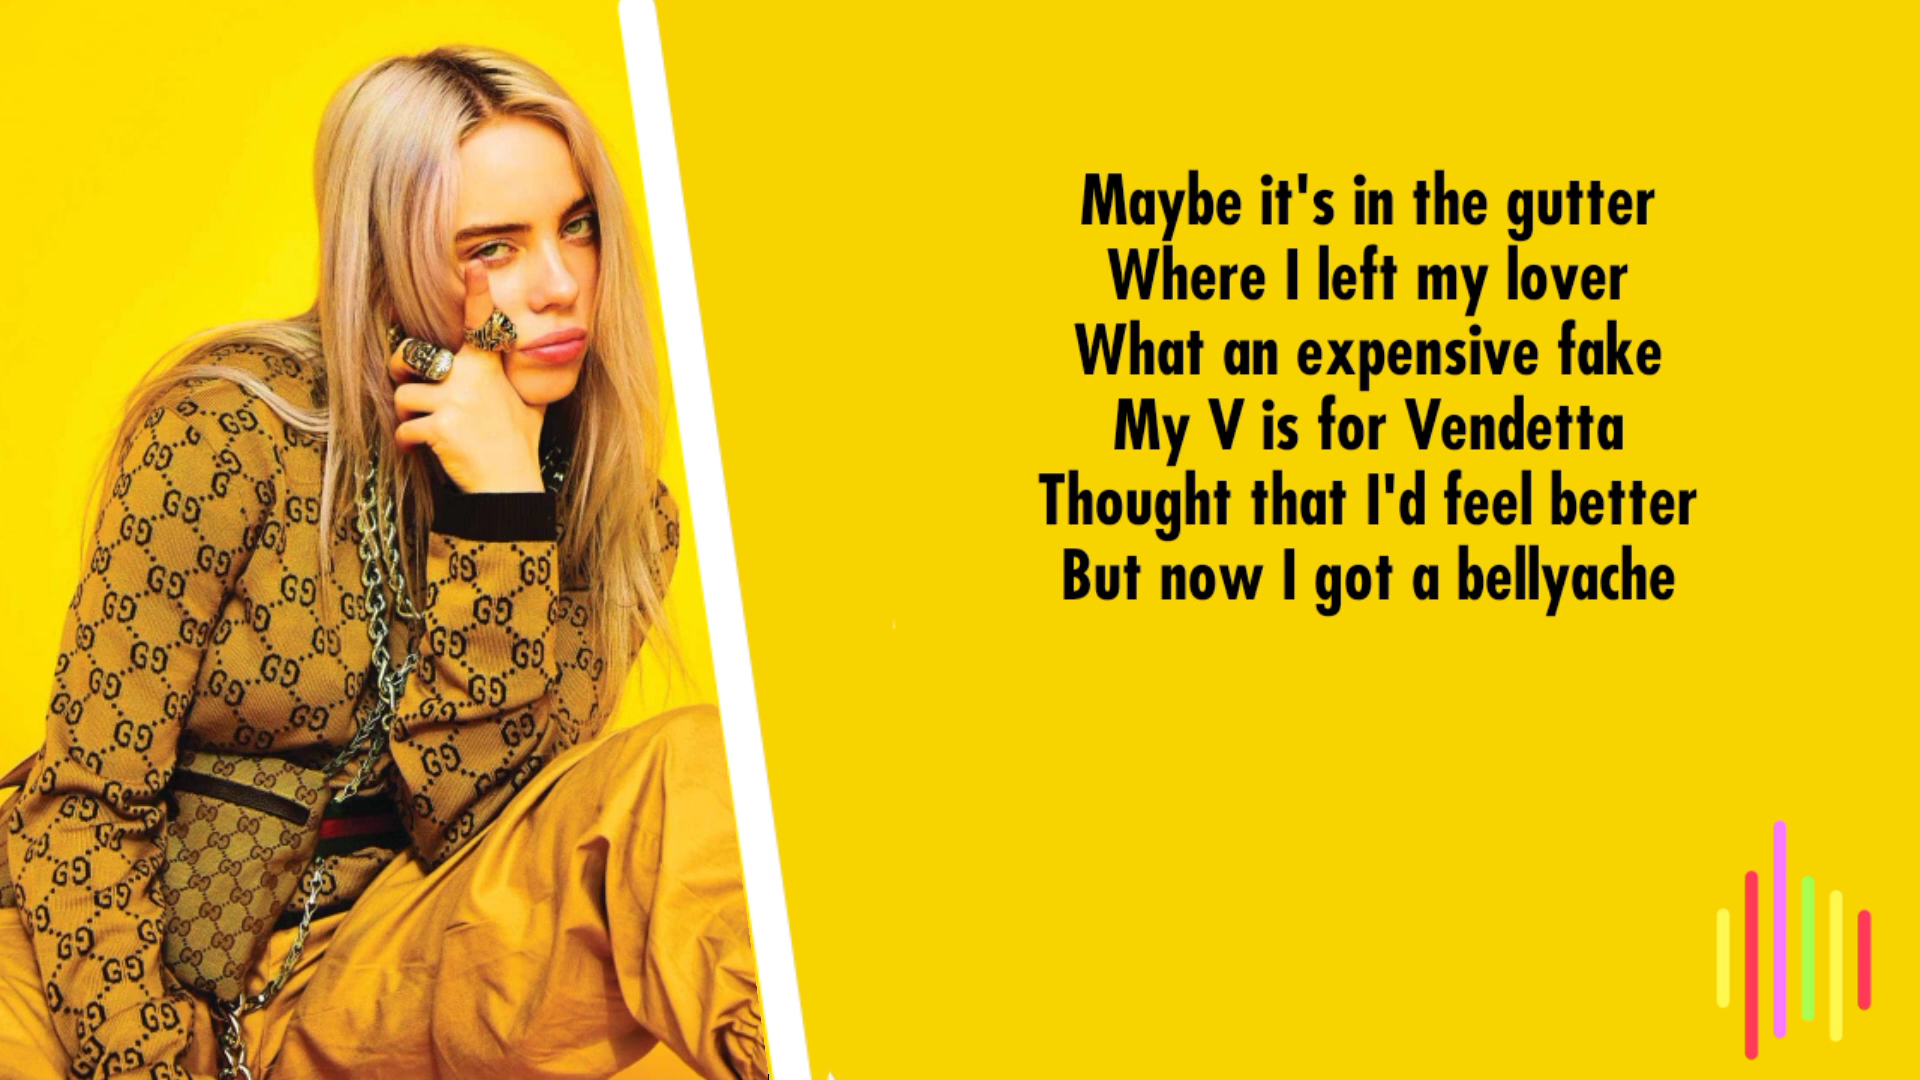 Maybe it's in the gutter
Where I left my lover
What an expensive fake
My V is for Vendetta
Thought that I'd feel better
But now I got a bellyache